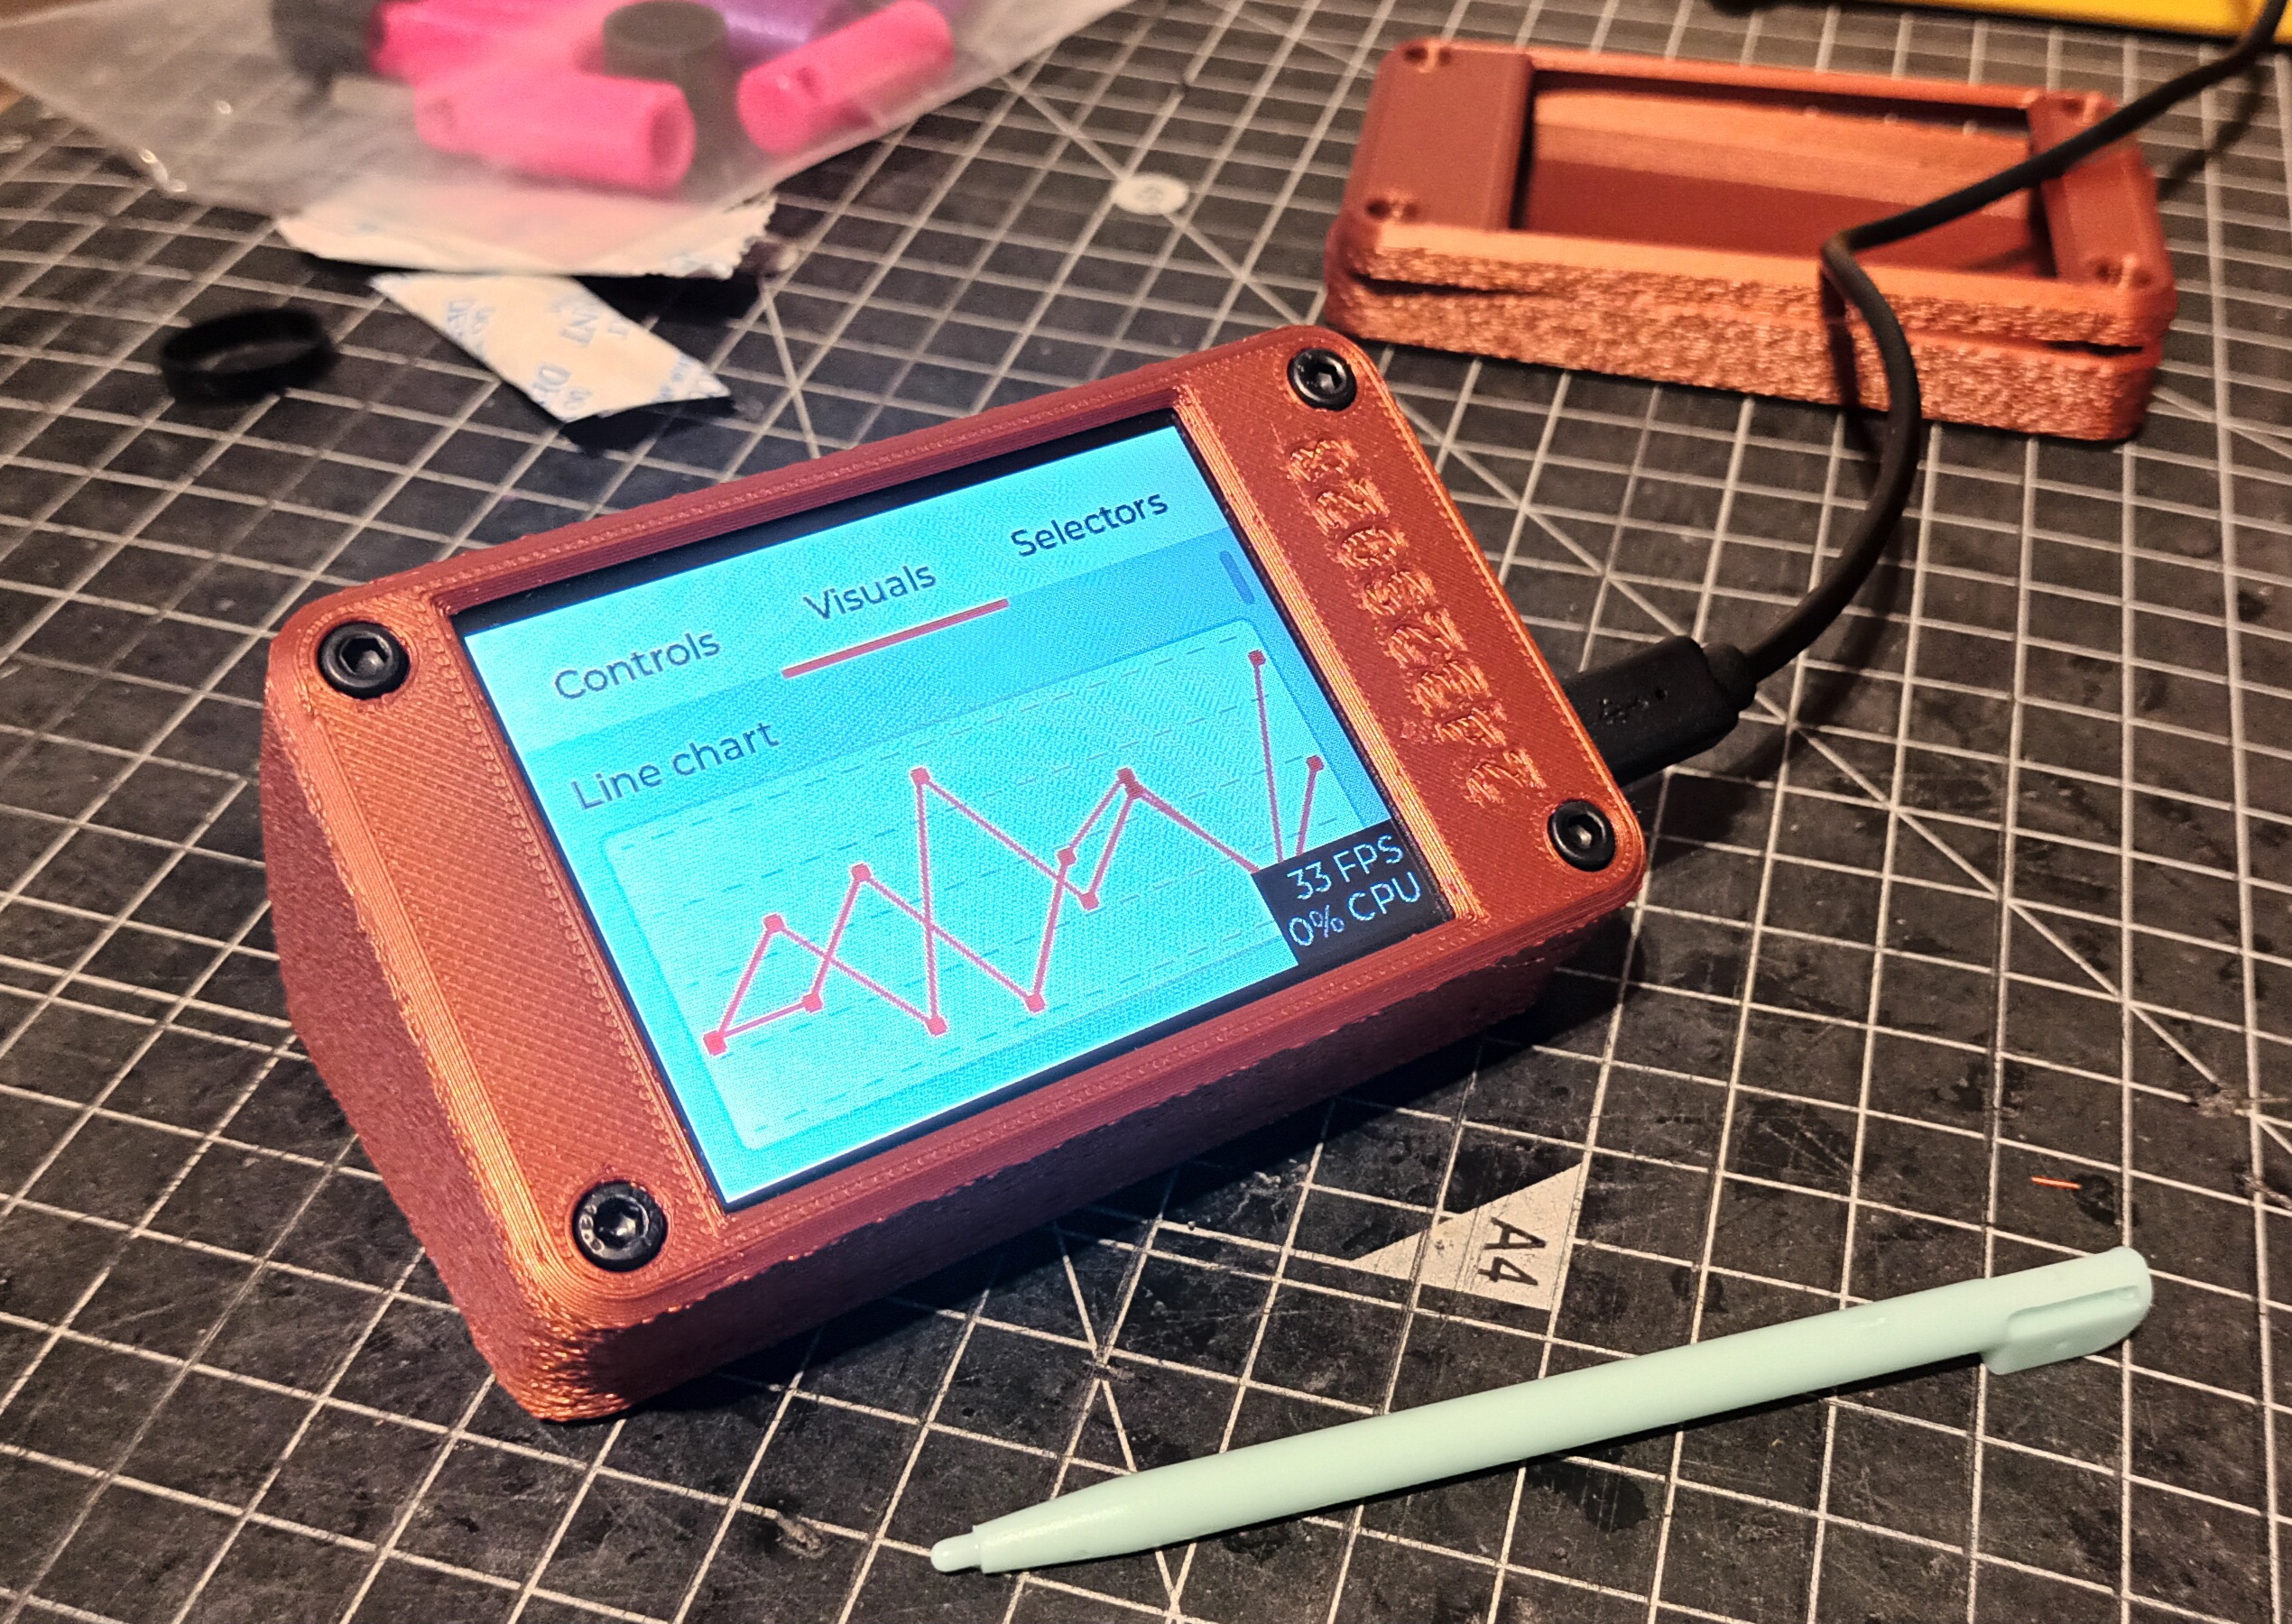 Controls
Visuals
Selectors
Line chart
33 FPS
0% CPU
A4